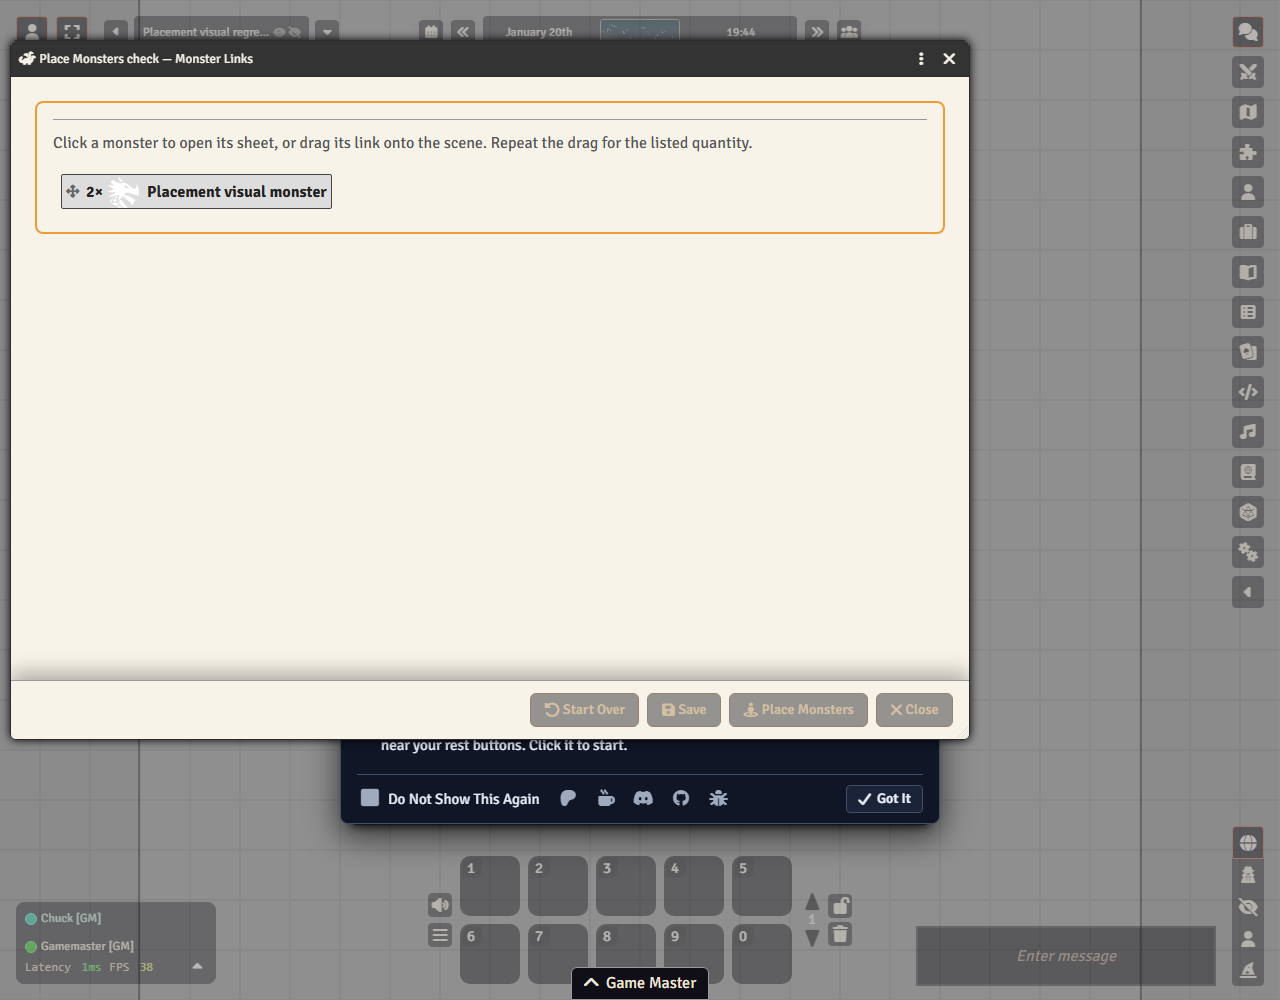 Placement visual regre...
January 20th
19:44
Place Monsters check — Monster Links
Click a monster to open its sheet, or drag its link onto the scene. Repeat the drag for the listed quantity.
2× Placement visual monster
Start Over
Save
Place Monsters
Close
near your rest buttons. Click it to start.
Do Not Show This Again
Got It
1 2 3 4 5
1
6 7 8 9 0
Chuck [GM]
Gamemaster [GM]
Latency 1ms FPS 38
Game Master
Enter message